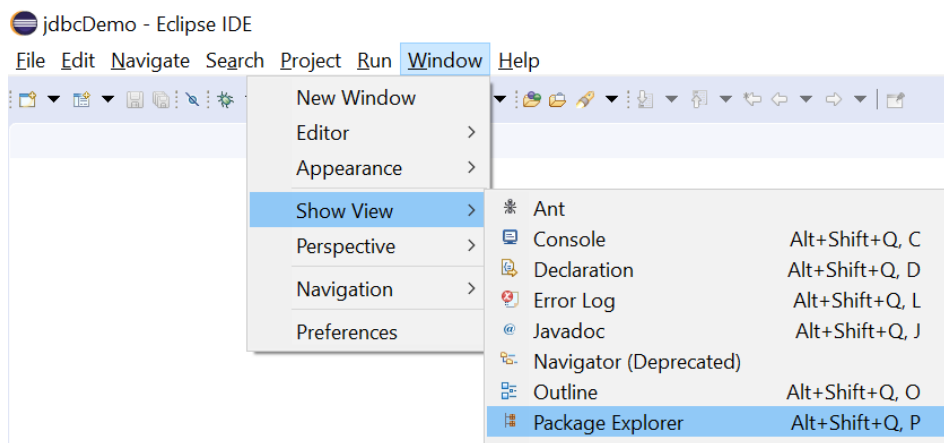 jdbcDemo - Eclipse IDE
File Edit Navigate Search Project Run Window Help
New Window
Editor
Appearance
Show View
Perspective
Navigation
Preferences
Ant
Console Alt+Shift+Q, C
Declaration Alt+Shift+Q, D
Error Log Alt+Shift+Q, L
Javadoc Alt+Shift+Q, J
Navigator (Deprecated)
Outline Alt+Shift+Q, O
Package Explorer Alt+Shift+Q, P